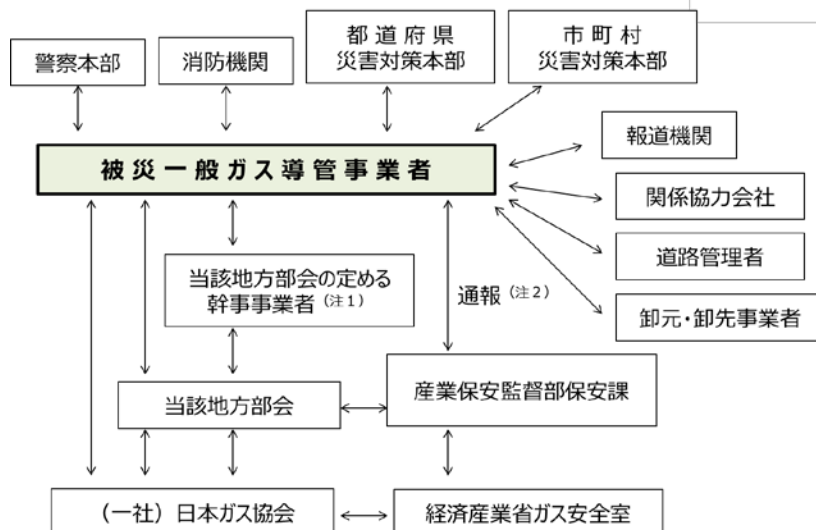 警察本部
消防機関
都道府県
災害対策本部
市町村
災害対策本部
報道機関
被災一般ガス導管事業者
関係協力会社
道路管理者
当該地方部会の定める
幹事事業者（注１）
通報（注２）
卸元・卸先事業者
産業保安監督部保安課
当該地方部会
（一社）日本ガス協会
経済産業省ガス安全室